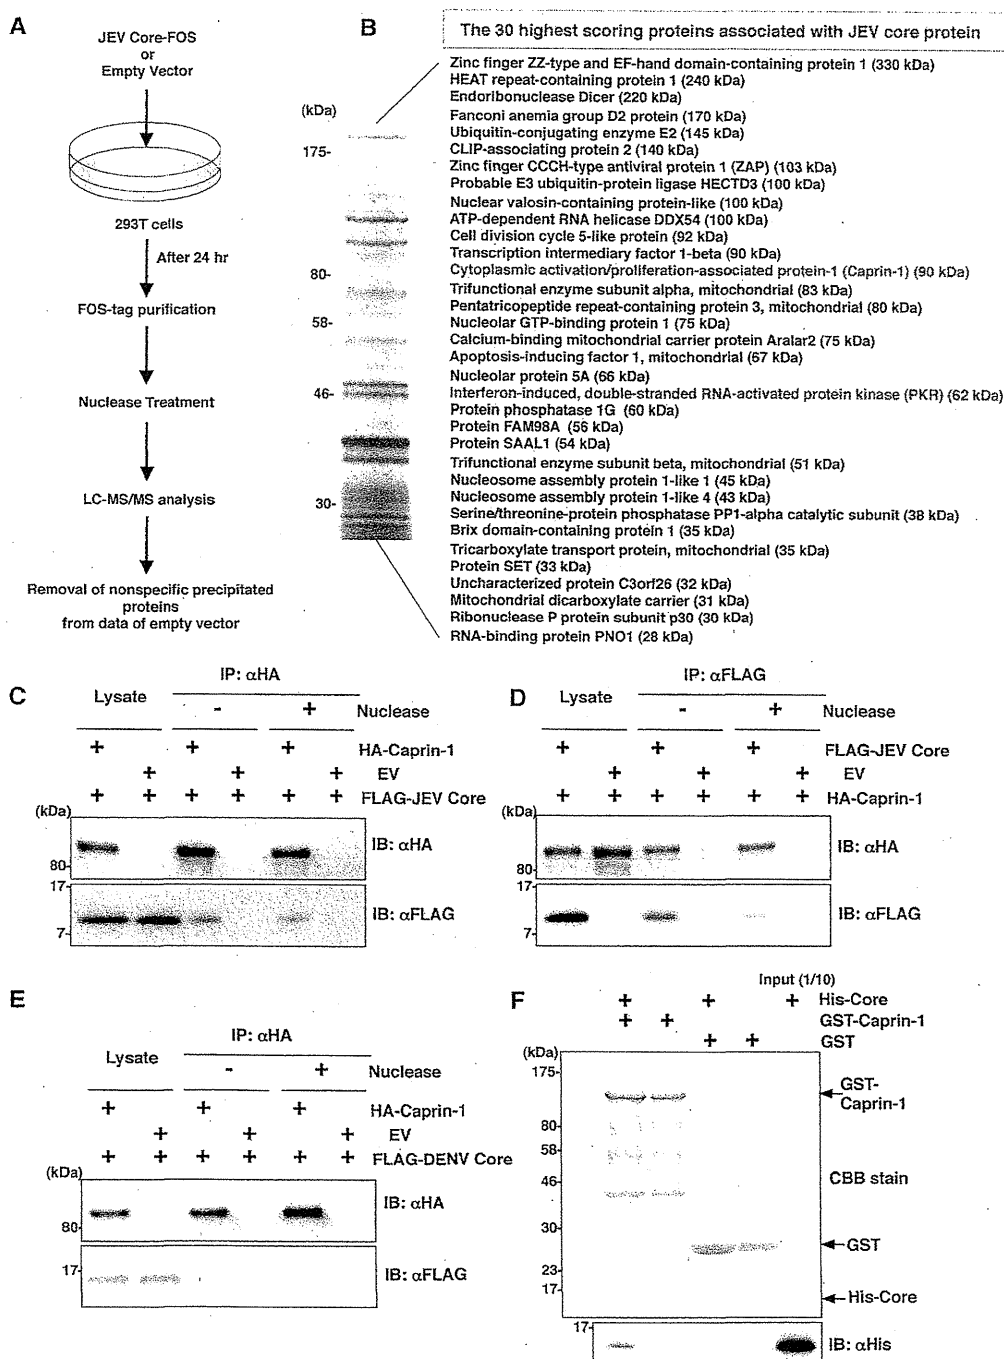 A
JEV Core-FOS
or
Empty Vector
293T cells
After 24 hr
FOS-tag purification
Nuclease Treatment
LC-MS/MS analysis
Removal of nonspecific precipitated
proteins
from data of empty vector
B
The 30 highest scoring proteins associated with JEV core protein
(kDa)
175-
80-
58-
46-
30-
Zinc finger ZZ-type and EF-hand domain-containing protein 1 (330 kDa)
HEAT repeat-containing protein 1 (240 kDa)
Endoribonuclease Dicer (220 kDa)
Fanconi anemia group D2 protein (170 kDa)
Ubiquitin-conjugating enzyme E2 (145 kDa)
CLIP-associating protein 2 (140 kDa)
Zinc finger CCCH-type antiviral protein 1 (ZAP) (103 kDa)
Probable E3 ubiquitin-protein ligase HECTD3 (100 kDa)
Nuclear valosin-containing protein-like (100 kDa)
ATP-dependent RNA helicase DDX54 (100 kDa)
Cell division cycle 5-like protein (92 kDa)
Transcription intermediary factor 1-beta (90 kDa)
Cytoplasmic activation/proliferation-associated protein-1 (Caprin-1) (90 kDa)
Trifunctional enzyme subunit alpha, mitochondrial (83 kDa)
Pentatricopeptide repeat-containing protein 3, mitochondrial (80 kDa)
Nucleolar GTP-binding protein 1 (75 kDa)
Calcium-binding mitochondrial carrier protein Aralar2 (75 kDa)
Apoptosis-inducing factor 1, mitochondrial (67 kDa)
Nucleolar protein 5A (66 kDa)
Interferon-induced, double-stranded RNA-activated protein kinase (PKR) (62 kDa)
Protein phosphatase 1G (60 kDa)
Protein FAM98A (56 kDa)
Protein SAAL1 (54 kDa)
Trifunctional enzyme subunit beta, mitochondrial (51 kDa)
Nucleosome assembly protein 1-like 1 (45 kDa)
Nucleosome assembly protein 1-like 4 (43 kDa)
Serine/threonine-protein phosphatase PP1-alpha catalytic subunit (38 kDa)
Brix domain-containing protein 1 (35 kDa)
Tricarboxylate transport protein, mitochondrial (35 kDa)
Protein SET (33 kDa)
Uncharacterized protein C3orf26 (32 kDa)
Mitochondrial dicarboxylate carrier (31 kDa)
Ribonuclease P protein subunit p30 (30 kDa)
RNA-binding protein PNO1 (28 kDa)
C
IP: αHA
Lysate
- + Nuclease
+ + + HA-Caprin-1
+ + + EV
+ + + + + + FLAG-JEV Core
(kDa)
80-
IB: αHA
17-
7-
IB: αFLAG
D
IP: αFLAG
Lysate
- + Nuclease
+ + + FLAG-JEV Core
+ + + EV
+ + + + + + HA-Caprin-1
(kDa)
80-
IB: αHA
17-
7-
IB: αFLAG
E
IP: αHA
Lysate
- + Nuclease
+ + + HA-Caprin-1
+ + + EV
+ + + + + + FLAG-DENV Core
(kDa)
80-
IB: αHA
17-
IB: αFLAG
F
Input (1/10)
+ + + His-Core
+ + GST-Caprin-1
+ + GST
(kDa)
175-
80-
58-
46-
30-
23-
17-
GST-
Caprin-1
CBB stain
GST
His-Core
17-
IB: αHis